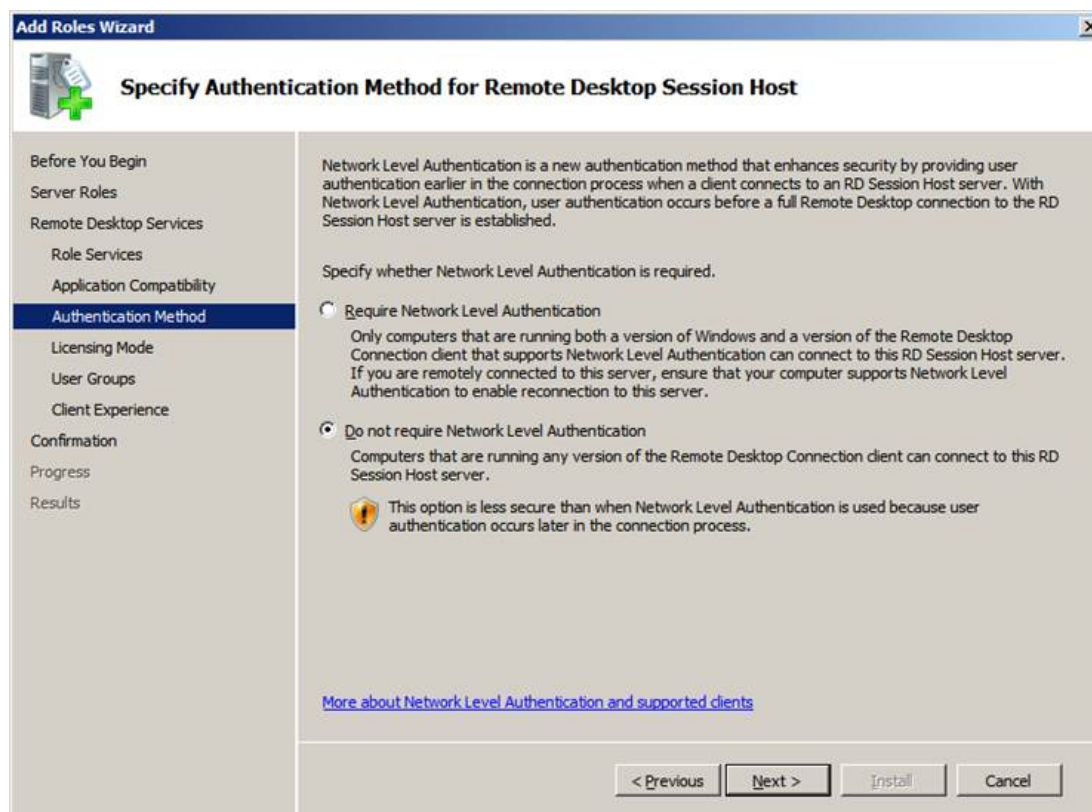 Add Roles Wizard
Specify Authentication Method for Remote Desktop Session Host
Before You Begin
Server Roles
Remote Desktop Services
Role Services
Application Compatibility
Authentication Method
Licensing Mode
User Groups
Client Experience
Confirmation
Progress
Results
Network Level Authentication is a new authentication method that enhances security by providing user
authentication earlier in the connection process when a client connects to an RD Session Host server. With
Network Level Authentication, user authentication occurs before a full Remote Desktop connection to the RD
Session Host server is established.
Specify whether Network Level Authentication is required.
Require Network Level Authentication
Only computers that are running both a version of Windows and a version of the Remote Desktop
Connection client that supports Network Level Authentication can connect to this RD Session Host server.
If you are remotely connected to this server, ensure that your computer supports Network Level
Authentication to enable reconnection to this server.
Do not require Network Level Authentication
Computers that are running any version of the Remote Desktop Connection client can connect to this RD
Session Host server.
This option is less secure than when Network Level Authentication is used because user
authentication occurs later in the connection process.
More about Network Level Authentication and supported clients
< Previous
Next >
Install
Cancel